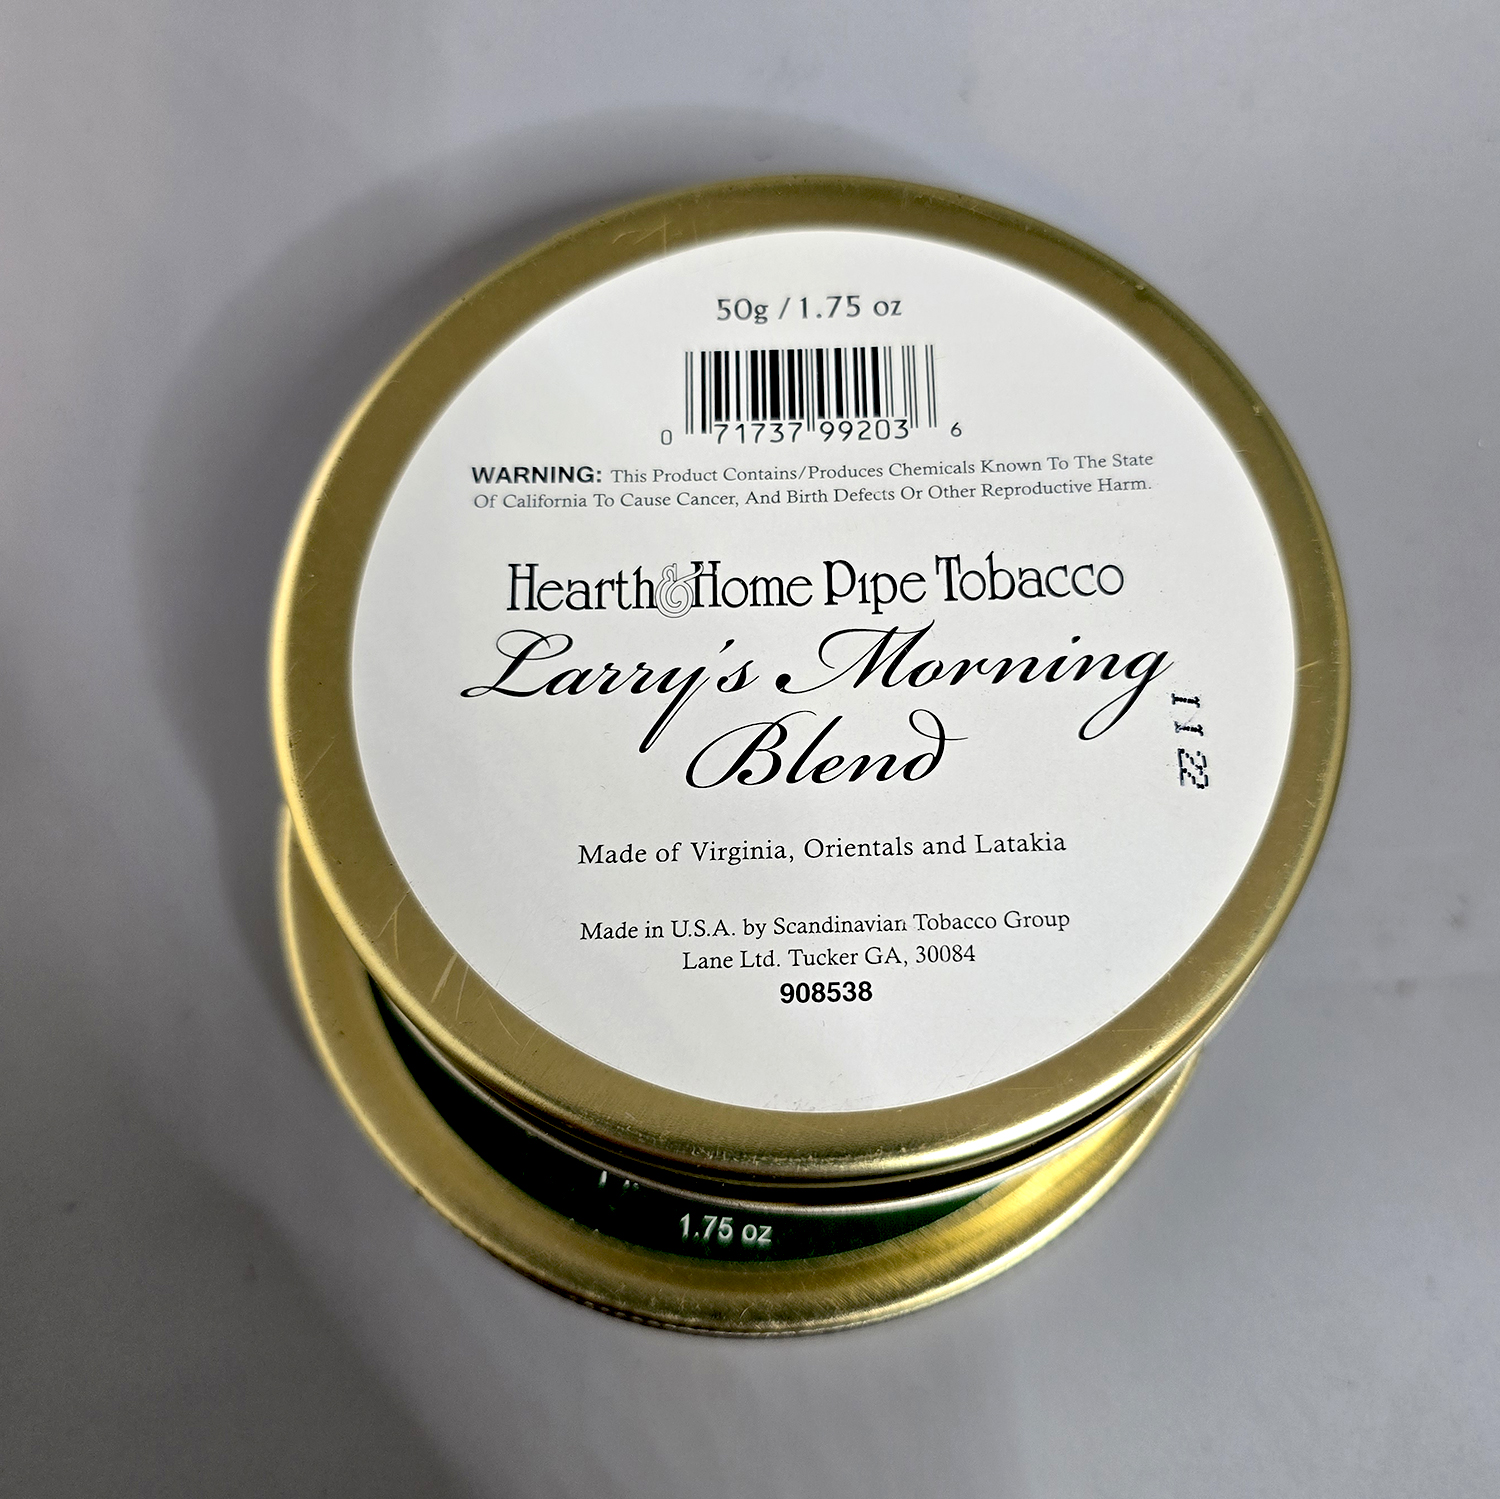 50g / 1.75 oz
0 71737 99203 6
WARNING: This Product Contains/Produces Chemicals Known To The State
Of California To Cause Cancer, And Birth Defects Or Other Reproductive Harm.
Hearth & Home Pipe Tobacco
Larry's Morning
Blend
11 22
Made of Virginia, Orientals and Latakia
Made in U.S.A. by Scandinavian Tobacco Group
Lane Ltd. Tucker GA, 30084
908538
1.75 oz